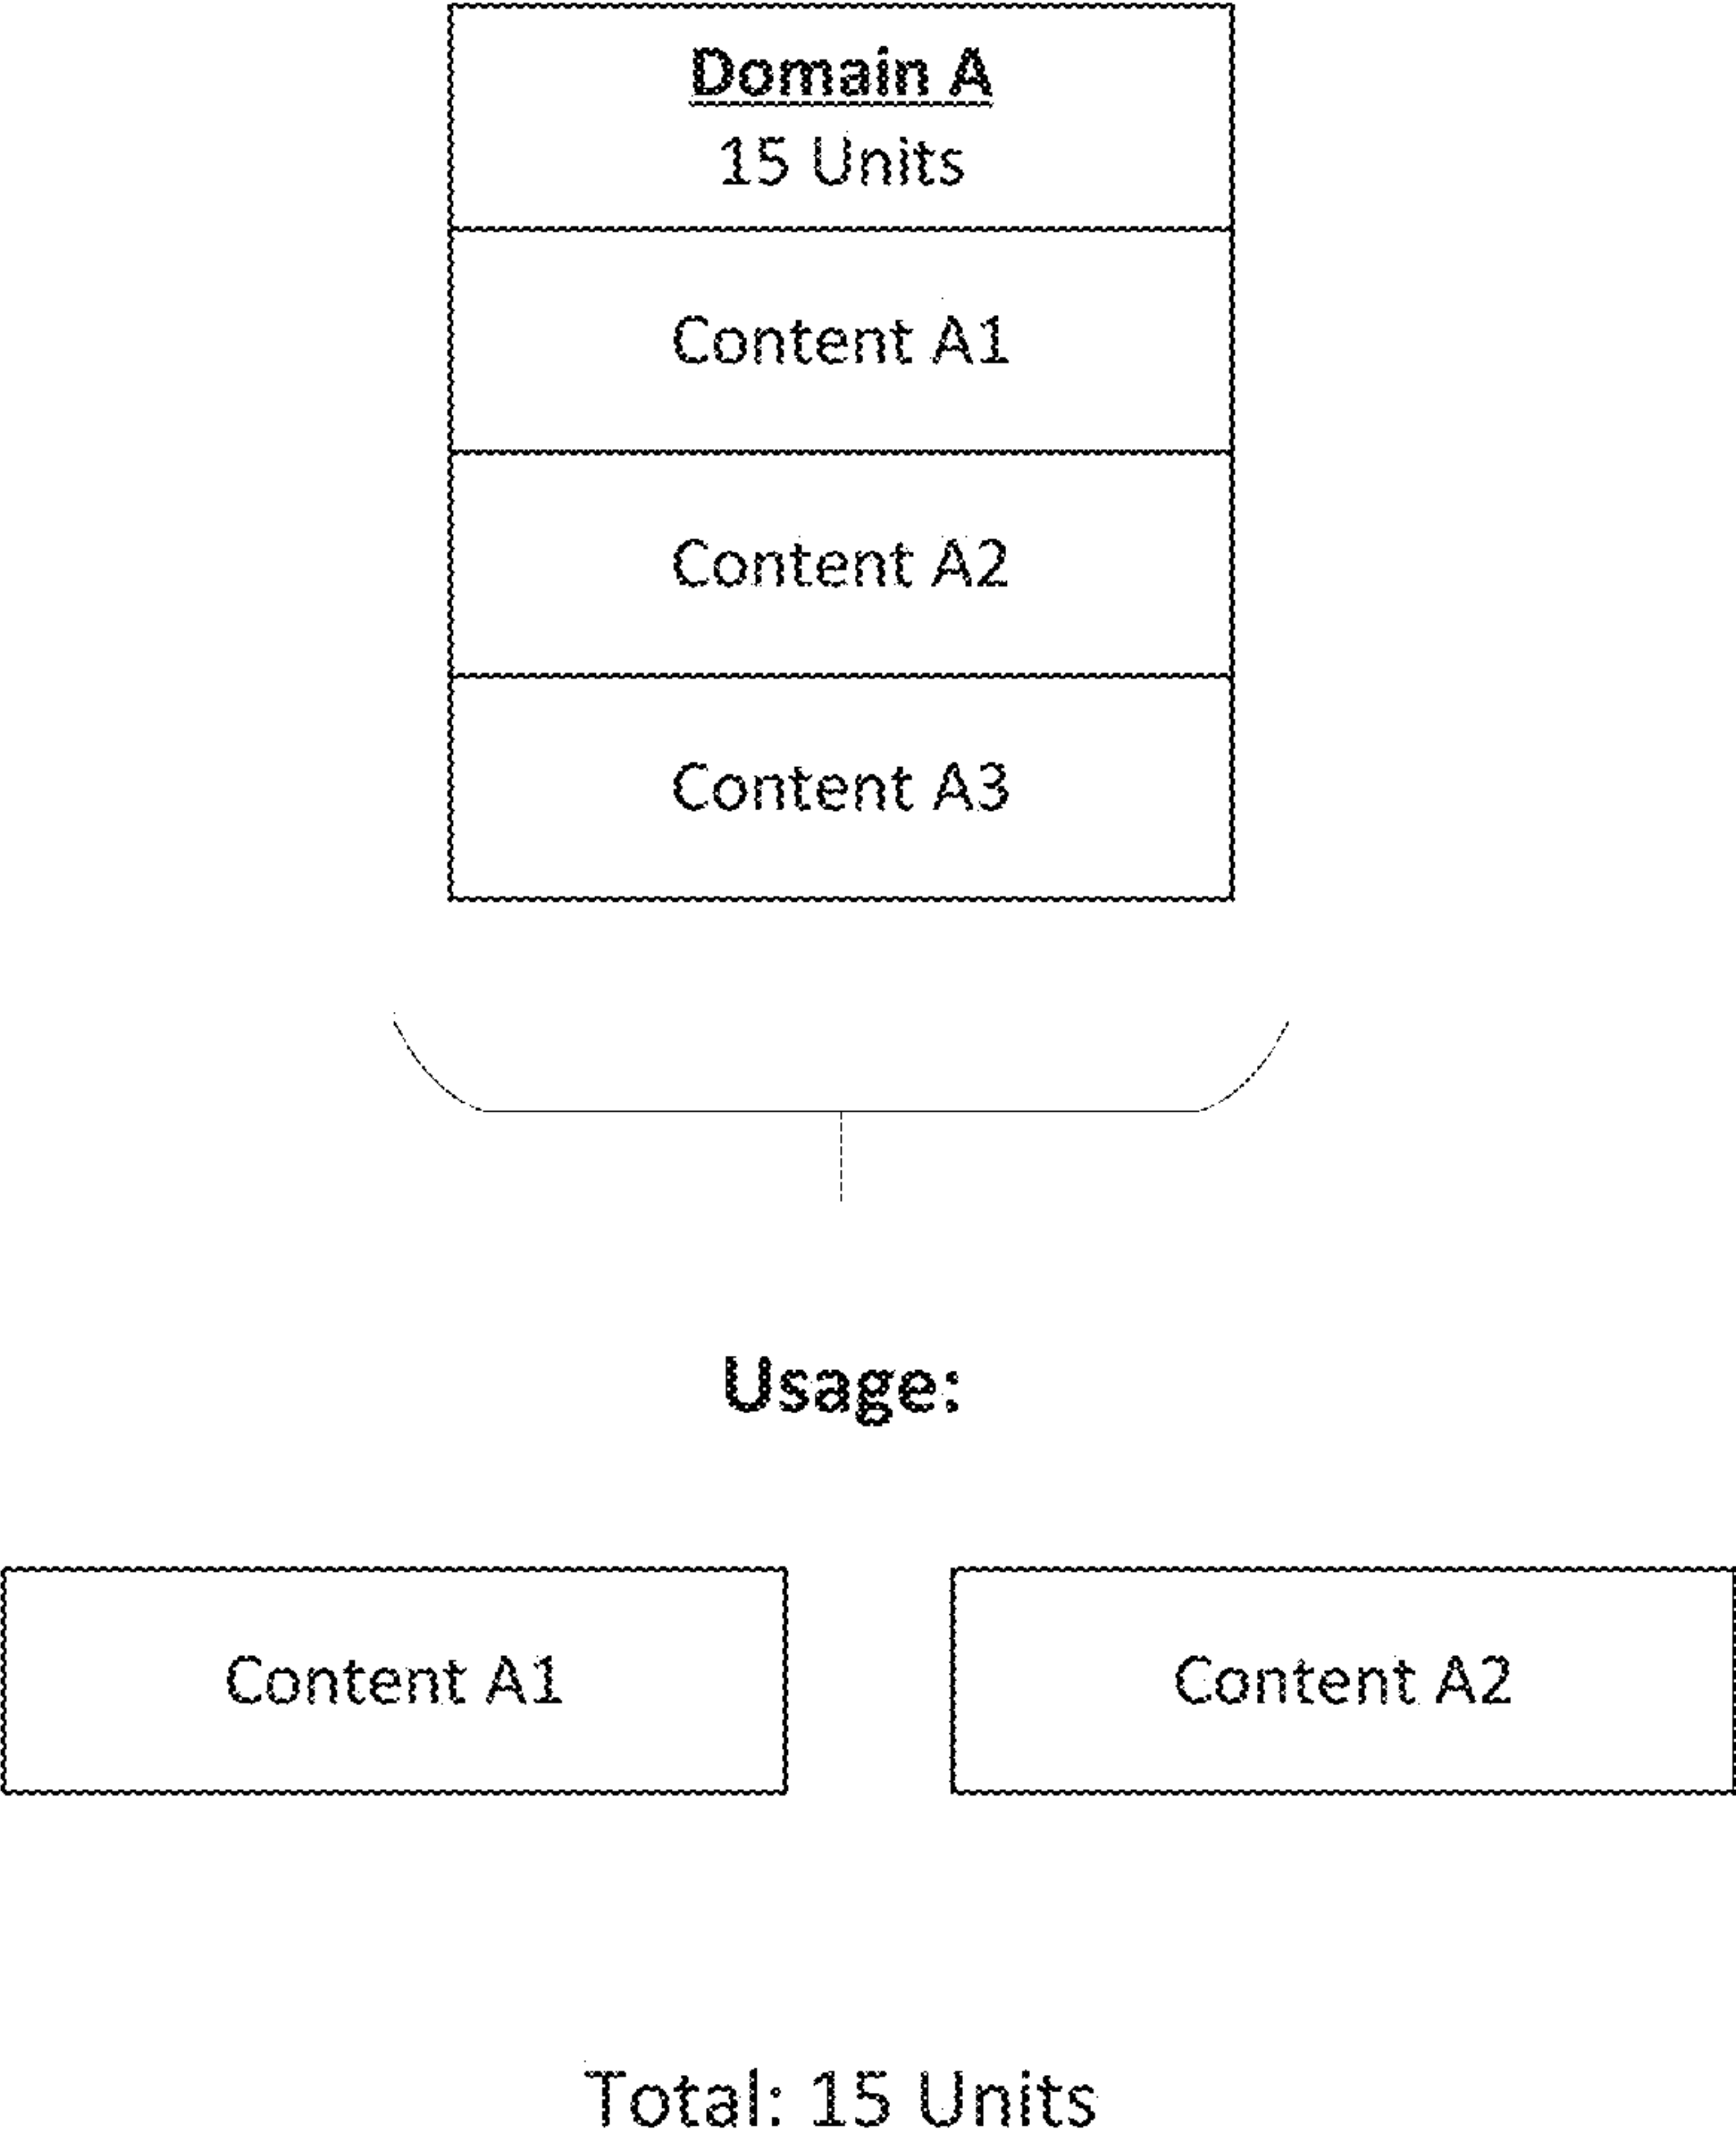 Domain A
15 Units
Content A1
Content A2
Content A3
Usage:
Content A1
Content A2
Total: 15 Units